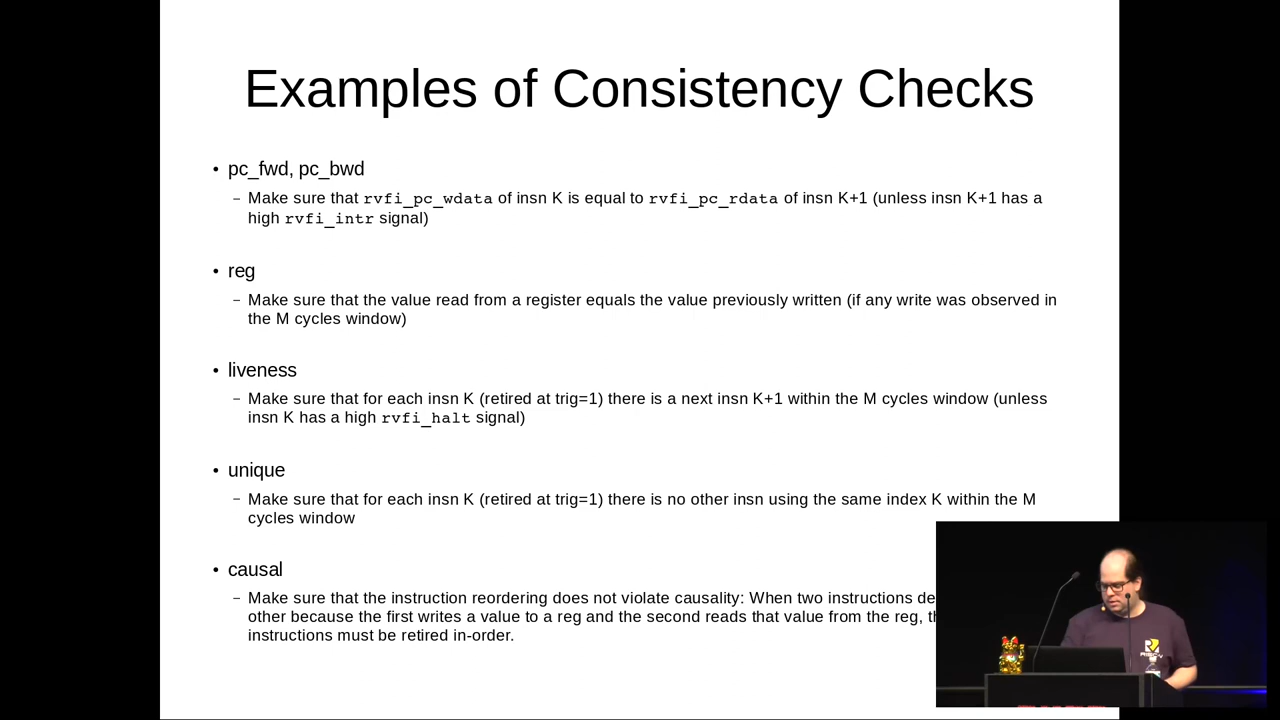 Examples of Consistency Checks
• pc_fwd, pc_bwd
– Make sure that rvfi_pc_wdata of insn K is equal to rvfi_pc_rdata of insn K+1 (unless insn K+1 has a
high rvfi_intr signal)
• reg
– Make sure that the value read from a register equals the value previously written (if any write was observed in
the M cycles window)
• liveness
– Make sure that for each insn K (retired at trig=1) there is a next insn K+1 within the M cycles window (unless
insn K has a high rvfi_halt signal)
• unique
– Make sure that for each insn K (retired at trig=1) there is no other insn using the same index K within the M
cycles window
• causal
– Make sure that the instruction reordering does not violate causality: When two instructions de
other because the first writes a value to a reg and the second reads that value from the reg,
instructions must be retired in-order.
RISC-V